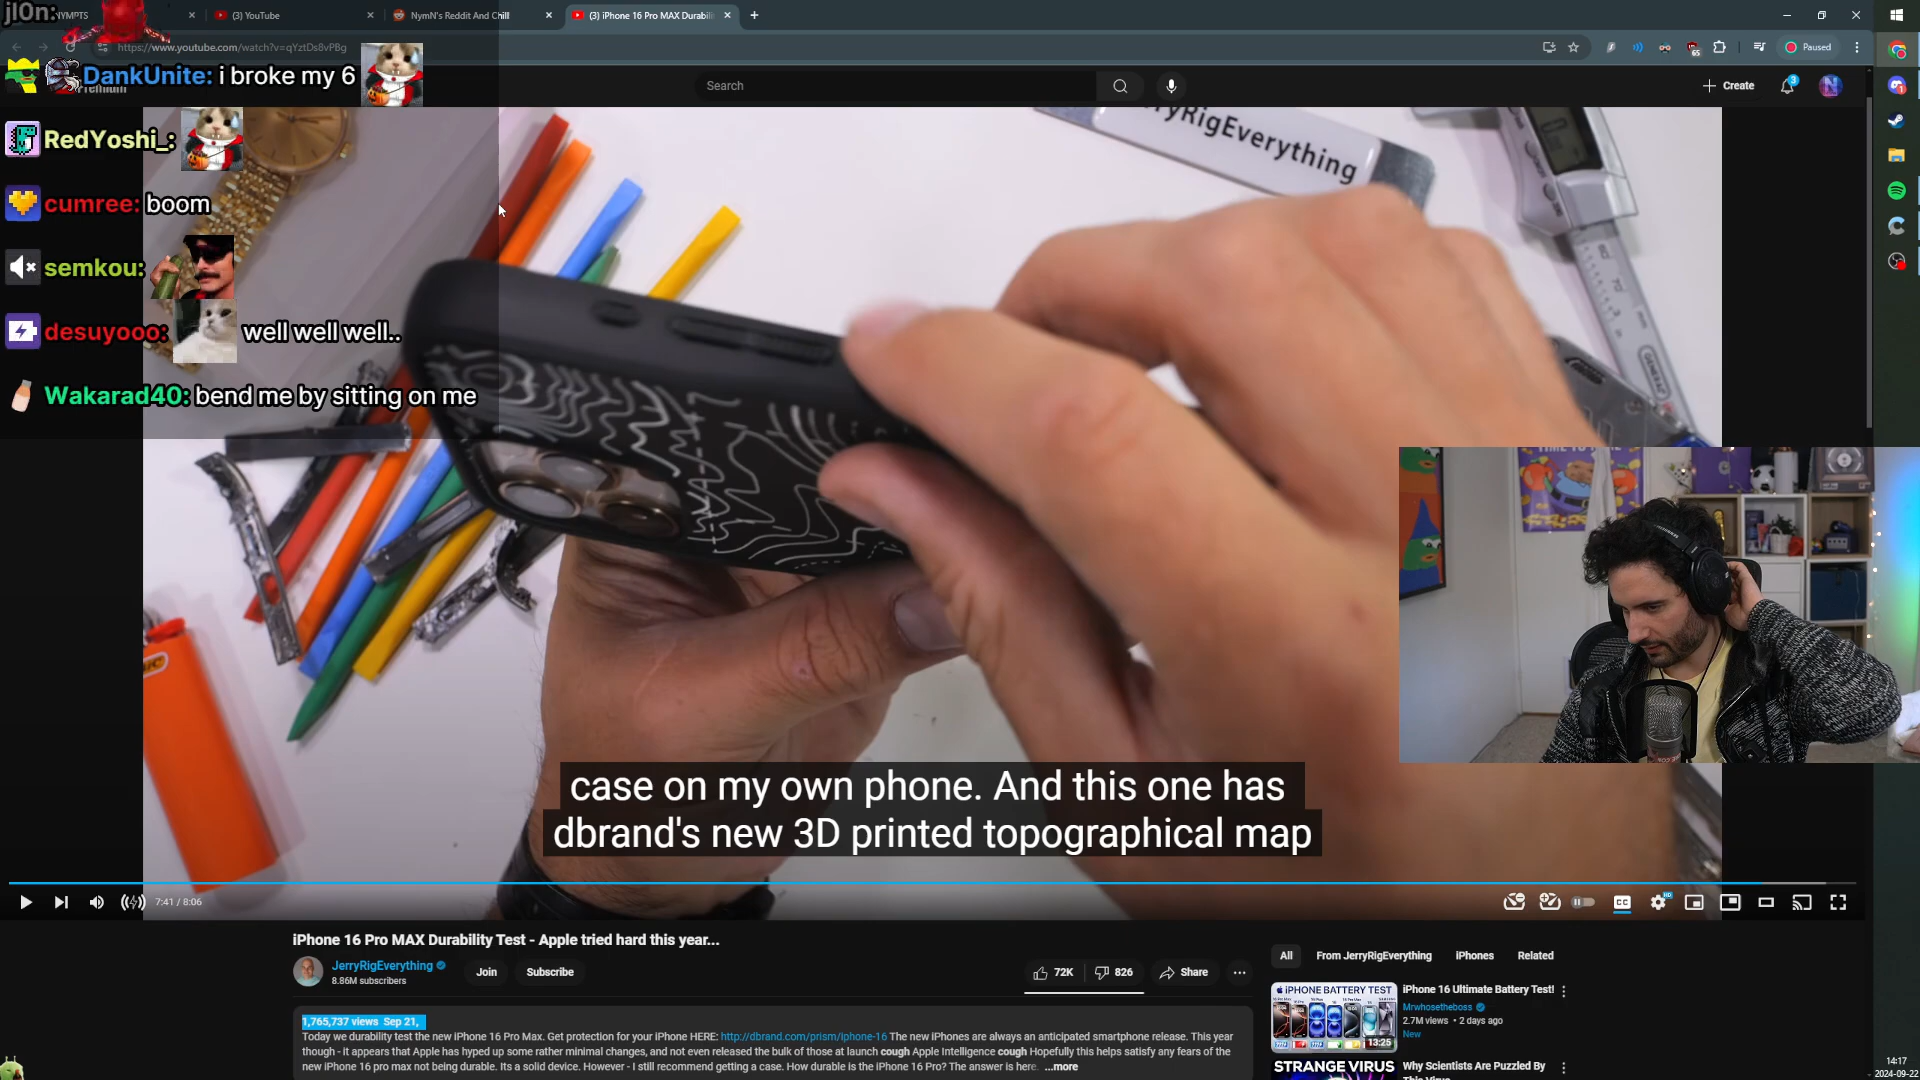 jl0n:
(3) YouTube
NymN's Reddit And Chill
(3) iPhone 16 Pro MAX Durabili
https://www.youtube.com/watch?v=qYztDs8vPBg
65
Paused
DankUnite: i broke my 6
Premium
Search
Create
3
RedYoshi_:
cumree: boom
semkou:
desuyooo: well well well..
Wakarad40: bend me by sitting on me
ryRigEverything
GENERAL
BIC
case on my own phone. And this one has
dbrand's new 3D printed topographical map
7:41 / 8:06
CC
HD
iPhone 16 Pro MAX Durability Test - Apple tried hard this year...
JerryRigEverything
8.86M subscribers
Join
Subscribe
72K
826
Share
All
From JerryRigEverything
iPhones
Related
1,765,737 views Sep 21,
Today we durability test the new iPhone 16 Pro Max. Get protection for your iPhone HERE: http://dbrand.com/prism/iphone-16 The new iPhones are always an anticipated smartphone release. This year
though - it appears that Apple has hyped up some rather minimal changes, and not even released the bulk of those at launch cough Apple Intelligence cough Hopefully this helps satisfy any fears of the
new iPhone 16 pro max not being durable. Its a solid device. However - I still recommend getting a case. How durable is the iPhone 16 Pro? The answer is here. ...more
iPHONE BATTERY TEST
13:25
iPhone 16 Ultimate Battery Test!
Mrwhosetheboss
2.7M views • 2 days ago
New
STRANGE VIRUS
Why Scientists Are Puzzled By
This Virus
14:17
2024-09-22